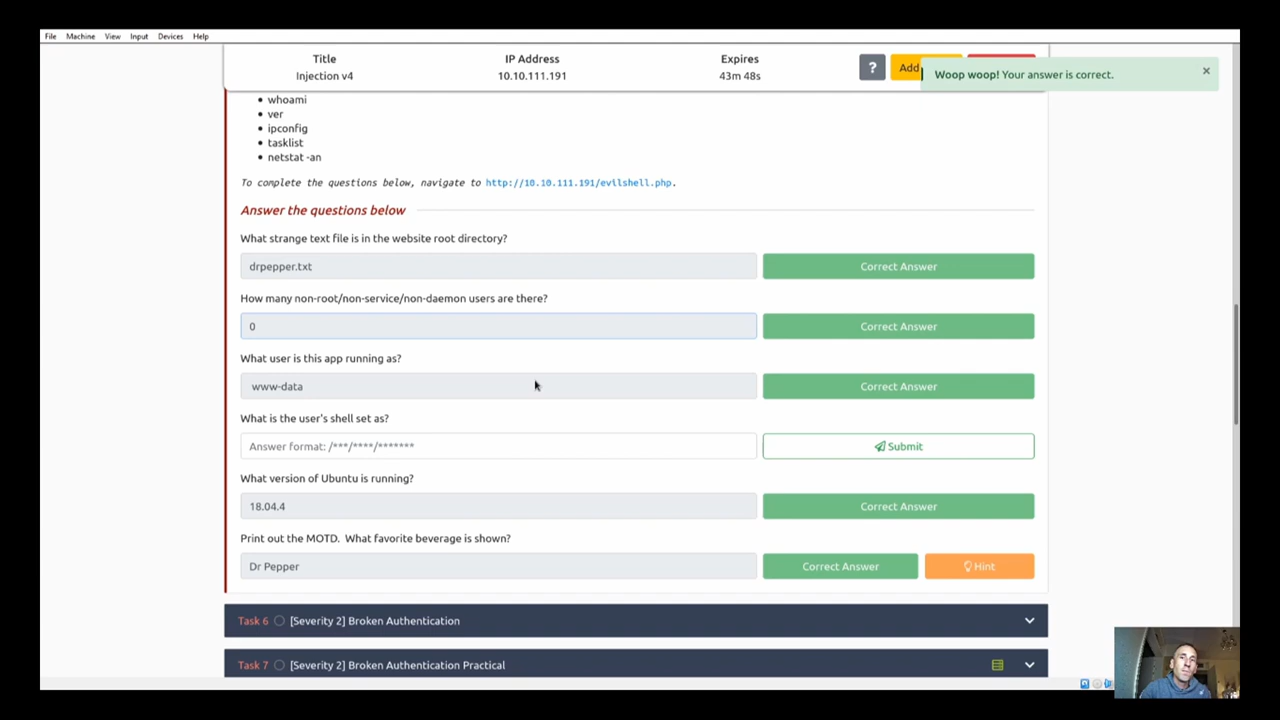 File Machine View Input Devices Help
Title IP Address Expires
Injection v4 10.10.111.191 43m 48s
? Add
Woop woop! Your answer is correct. ×
• whoami
• ver
• ipconfig
• tasklist
• netstat -an
To complete the questions below, navigate to http://10.10.111.191/evilshell.php.
Answer the questions below
What strange text file is in the website root directory?
drpepper.txt Correct Answer
How many non-root/non-service/non-daemon users are there?
0 Correct Answer
What user is this app running as?
www-data Correct Answer
What is the user's shell set as?
Answer format: /***/****/******* Submit
What version of Ubuntu is running?
18.04.4 Correct Answer
Print out the MOTD. What favorite beverage is shown?
Dr Pepper Correct Answer Hint
Task 6 [Severity 2] Broken Authentication
Task 7 [Severity 2] Broken Authentication Practical